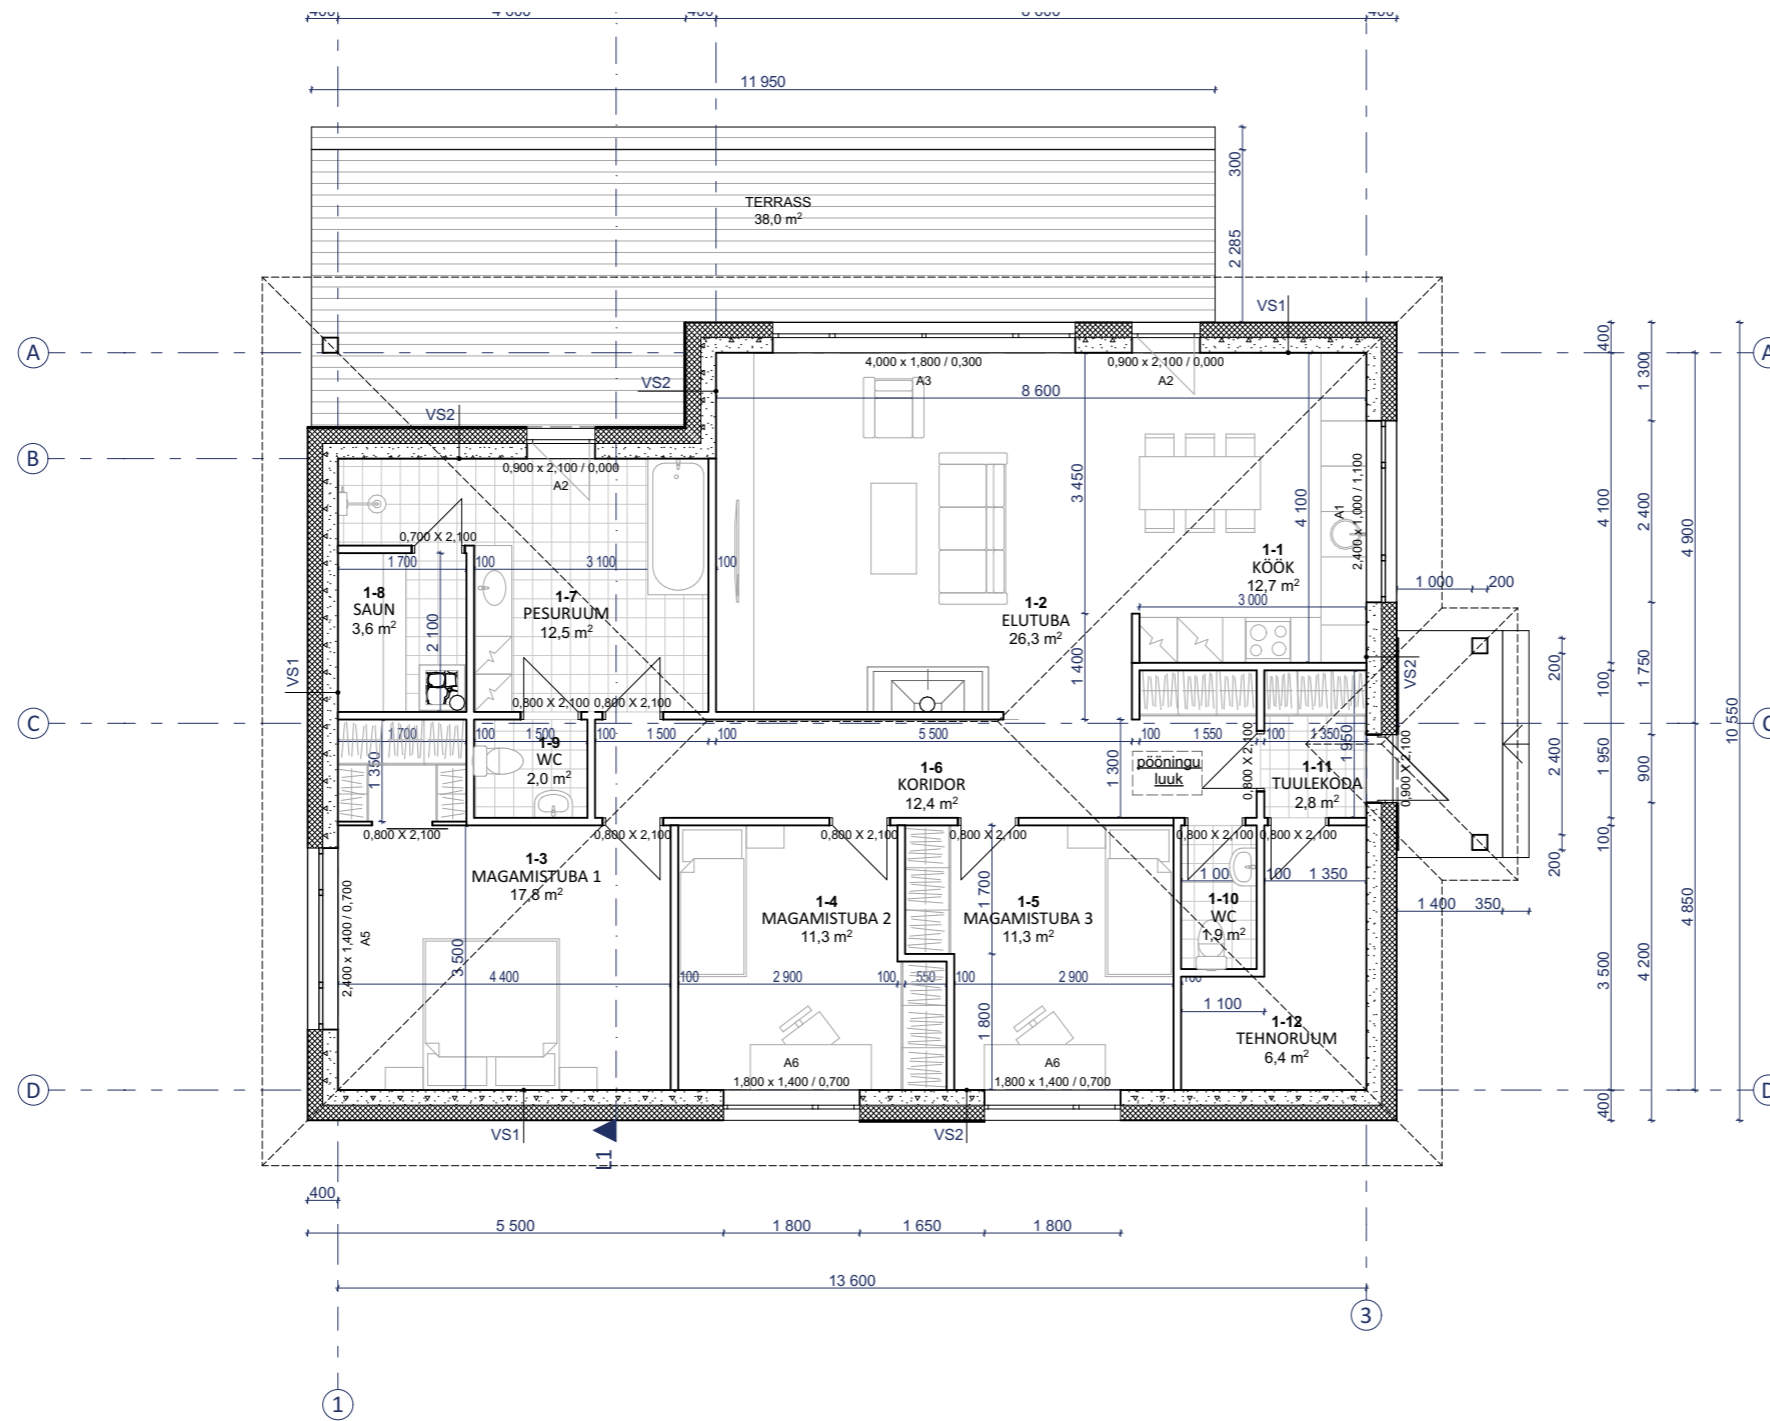 11 950
300
TERRASS
38,0 m²
2 285
VS1
A
A
400
1 300
4,000 x 1,800 / 0,300
A3
0,900 x 2,100 / 0,000
A2
VS2
8 600
VS2
B
0,900 x 2,100 / 0,000
A2
3 450
4 100
2,400 x 1,000 / 1,100
A1
4 100
2 400
4 900
0,700 X 2,100
1 700
100
3 100
100
1-8
SAUN
3,6 m²
2 100
1-7
PESURUUM
12,5 m²
1-2
ELUTUBA
26,3 m²
1-1
KÖÖK
12,7 m²
3 000
1 000
200
VS1
1 400
VS2
200
100
1 750
0,800 X 2,100
0,800 X 2,100
C
C
10 550
1 700
100
1 500
100
1 500
100
5 500
100
1 550
100
1 350
1 350
1-9
WC
2,0 m²
1-6
KORIDOR
12,4 m²
1 300
pööningu
luuk
0,800 X 2,100
1 950
1-11
TUULEKODA
2,8 m²
0,900 X 2,100
2 400
1 950
900
0,800 X 2,100
0,800 X 2,100
0,800 X 2,100
0,800 X 2,100
0,800 X 2,100
0,800 X 2,100
100
200
1-3
MAGAMISTUBA 1
17,8 m²
1-4
MAGAMISTUBA 2
11,3 m²
1 700
1-5
MAGAMISTUBA 3
11,3 m²
1 00
100
1 350
1-10
WC
1,9 m²
1 400
350
4 850
2,400 x 1,400 / 0,700
A5
3 500
4 400
100
2 900
100
550
100
2 900
100
3 500
4 200
1 800
1 100
1-12
TEHNORUUM
6,4 m²
A6
1,800 x 1,400 / 0,700
A6
1,800 x 1,400 / 0,700
D
D
400
VS1
L1
VS2
400
5 500
1 800
1 650
1 800
13 600
3
1